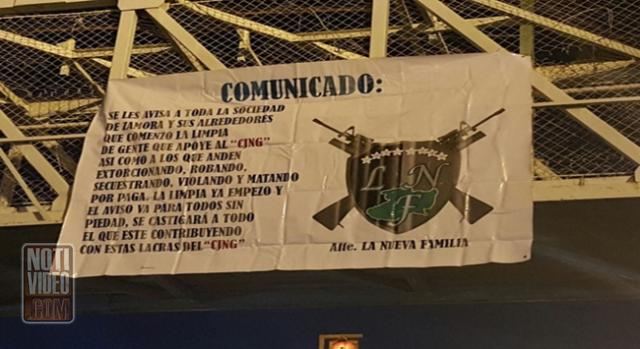 COMUNICADO:
SE LES AVISA A TODA LA SOCIEDAD
DE ZAMORA Y SUS ALREDEDORES
QUE COMENZO LA LIMPIA
DE GENTE QUE APOYE AL "CJNG"
ASI COMO A LOS QUE ANDEN
EXTORCIONANDO, ROBANDO,
SECUESTRANDO, VIOLANDO Y MATANDO
POR PAGA. LA LIMPIA YA EMPEZO Y
EL AVISO VA PARA TODOS SIN
PIEDAD, SE CASTIGARÁ A TODO
EL QUE ESTE CONTRIBUYENDO
CON ESTAS LACRAS DEL "CJNG"
L N
F
Atte. LA NUEVA FAMILIA
NOTI
VIDEO
.COM